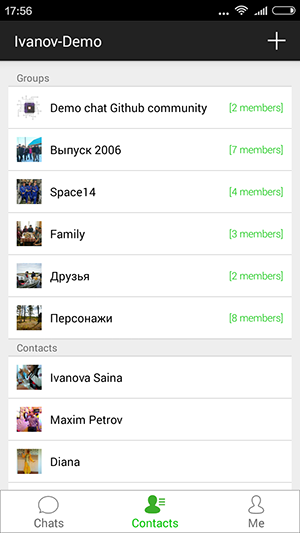 17:56
Ivanov-Demo
Groups
Demo chat Github community [2 members]
Выпуск 2006 [7 members]
Space14 [4 members]
Family [3 members]
Друзья [2 members]
Персонажи [8 members]
Contacts
Ivanova Saina
Maxim Petrov
Diana
Chats Contacts Me